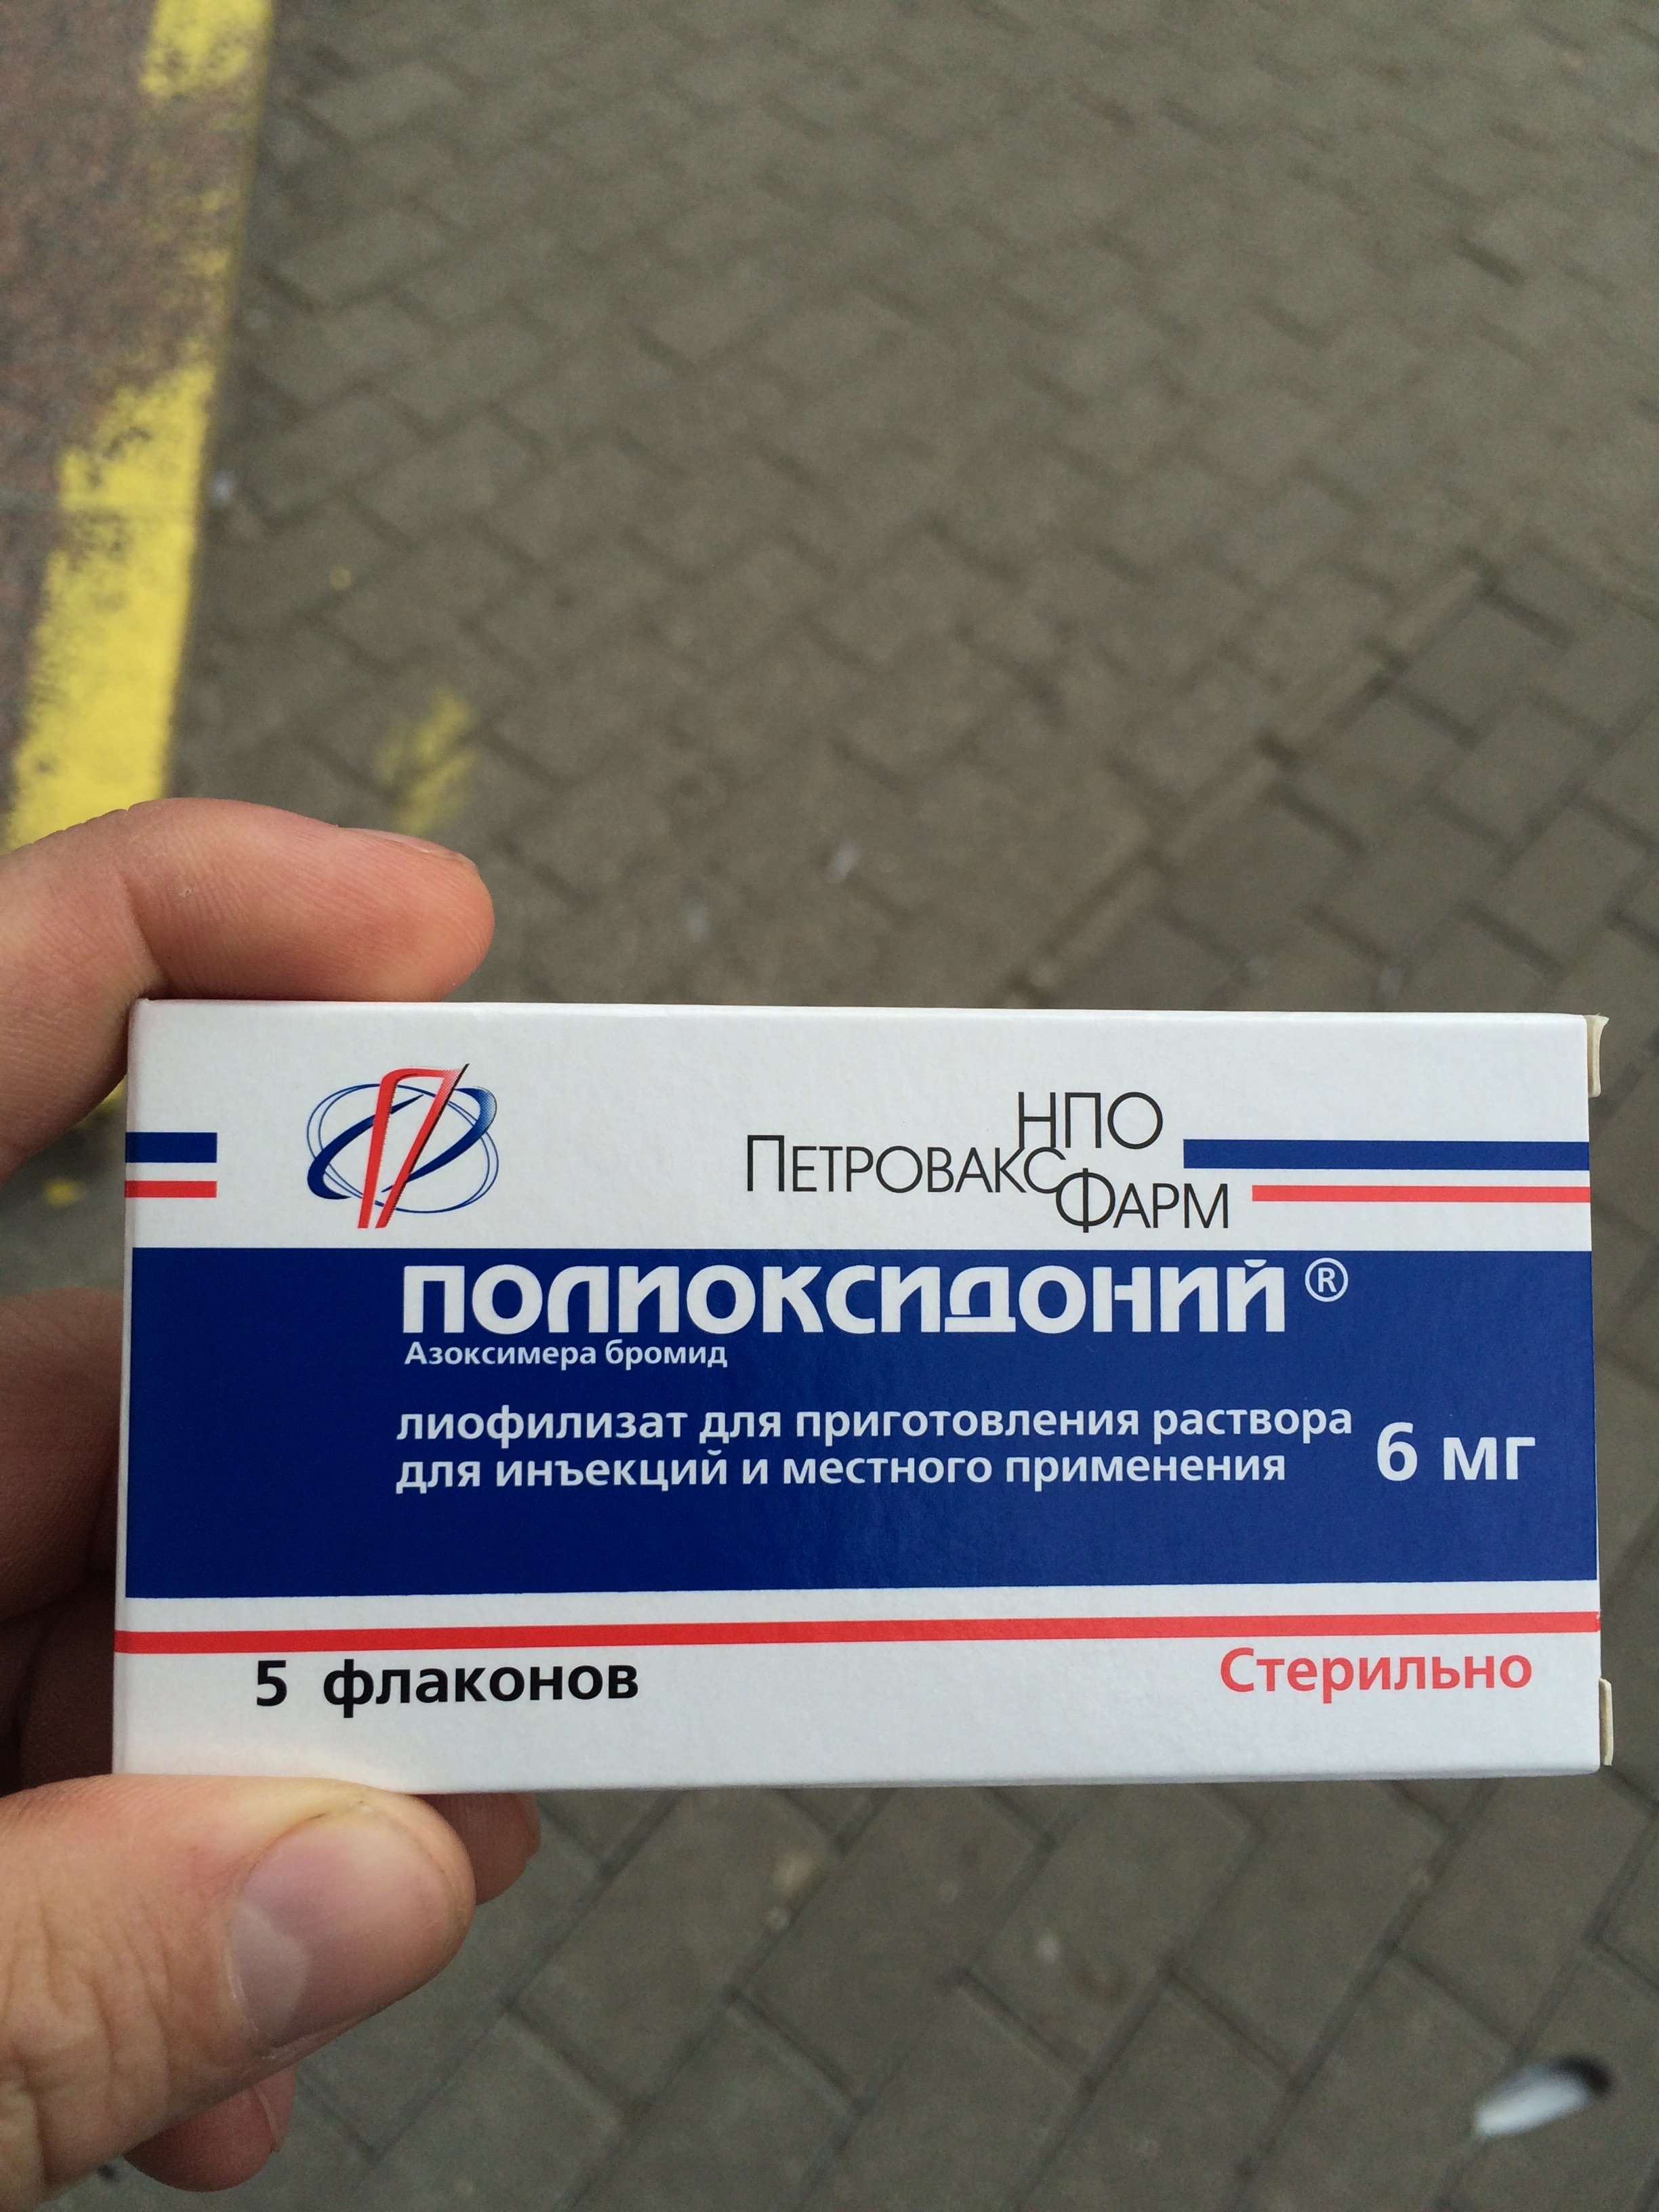 НПО
ПЕТРОВАКС
ФАРМ
ПОЛИОКСИДОНИЙ ®
Азоксимера бромид
лиофилизат для приготовления раствора
для инъекций и местного применения
6 мг
5 флаконов
Стерильно